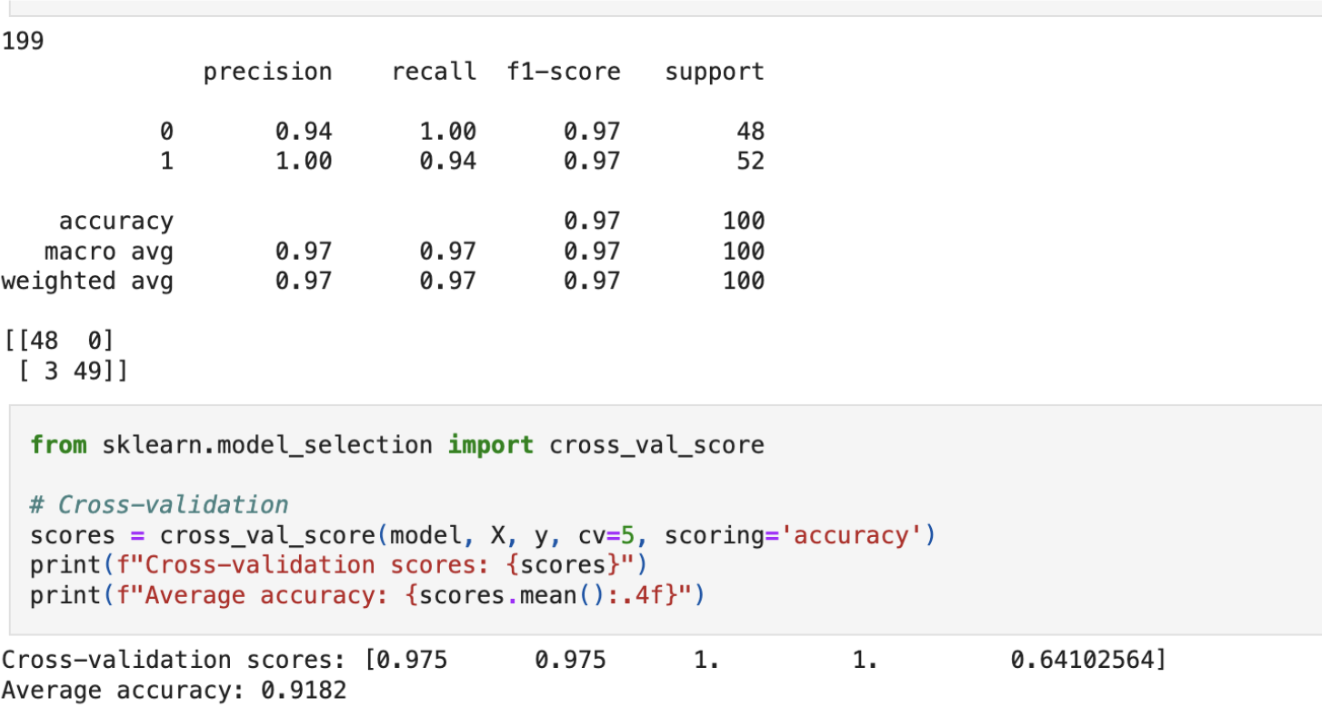 199
precision recall f1-score support
0 0.94 1.00 0.97 48
1 1.00 0.94 0.97 52
accuracy 0.97 100
macro avg 0.97 0.97 0.97 100
weighted avg 0.97 0.97 0.97 100
[[48 0]
[ 3 49]]
from sklearn.model_selection import cross_val_score
# Cross-validation
scores = cross_val_score(model, X, y, cv=5, scoring='accuracy')
print(f"Cross-validation scores: {scores}")
print(f"Average accuracy: {scores.mean():.4f}")
Cross-validation scores: [0.975 0.975 1. 1. 0.64102564]
Average accuracy: 0.9182